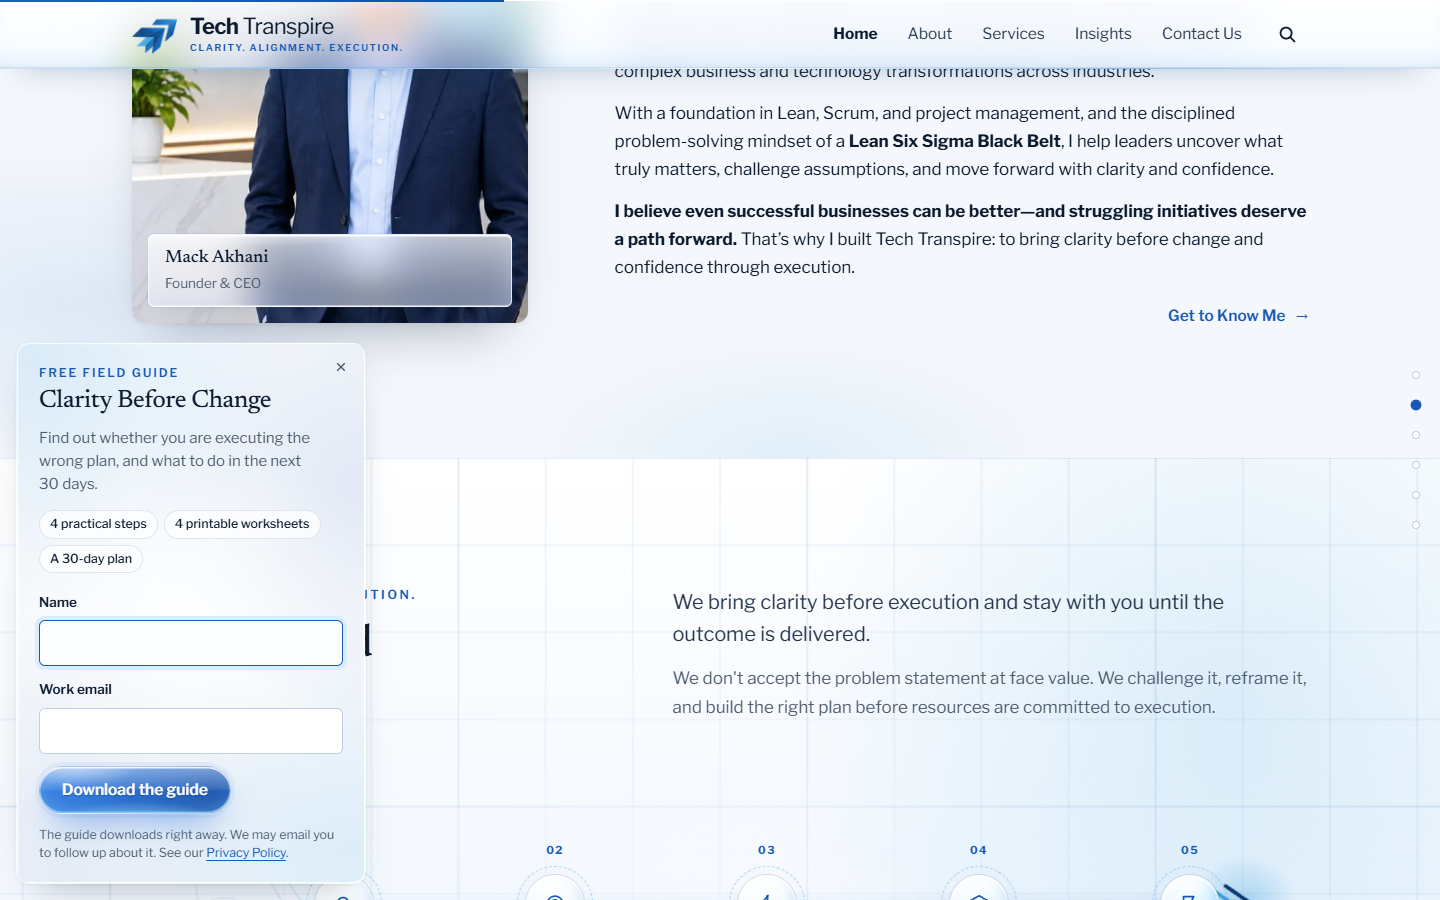 Tech Transpire
CLARITY. ALIGNMENT. EXECUTION.
Home About Services Insights Contact Us
complex business and technology transformations across industries.
With a foundation in Lean, Scrum, and project management, and the disciplined
problem-solving mindset of a Lean Six Sigma Black Belt, I help leaders uncover what
truly matters, challenge assumptions, and move forward with clarity and confidence.
I believe even successful businesses can be better—and struggling initiatives deserve
a path forward. That’s why I built Tech Transpire: to bring clarity before change and
confidence through execution.
Get to Know Me →
Mack Akhani
Founder & CEO
FREE FIELD GUIDE
Clarity Before Change
Find out whether you are executing the
wrong plan, and what to do in the next
30 days.
4 practical steps
4 printable worksheets
A 30-day plan
Name
Work email
Download the guide
The guide downloads right away. We may email you
to follow up about it. See our Privacy Policy.
We bring clarity before execution and stay with you until the
outcome is delivered.
We don't accept the problem statement at face value. We challenge it, reframe it,
and build the right plan before resources are committed to execution.
02 03 04 05